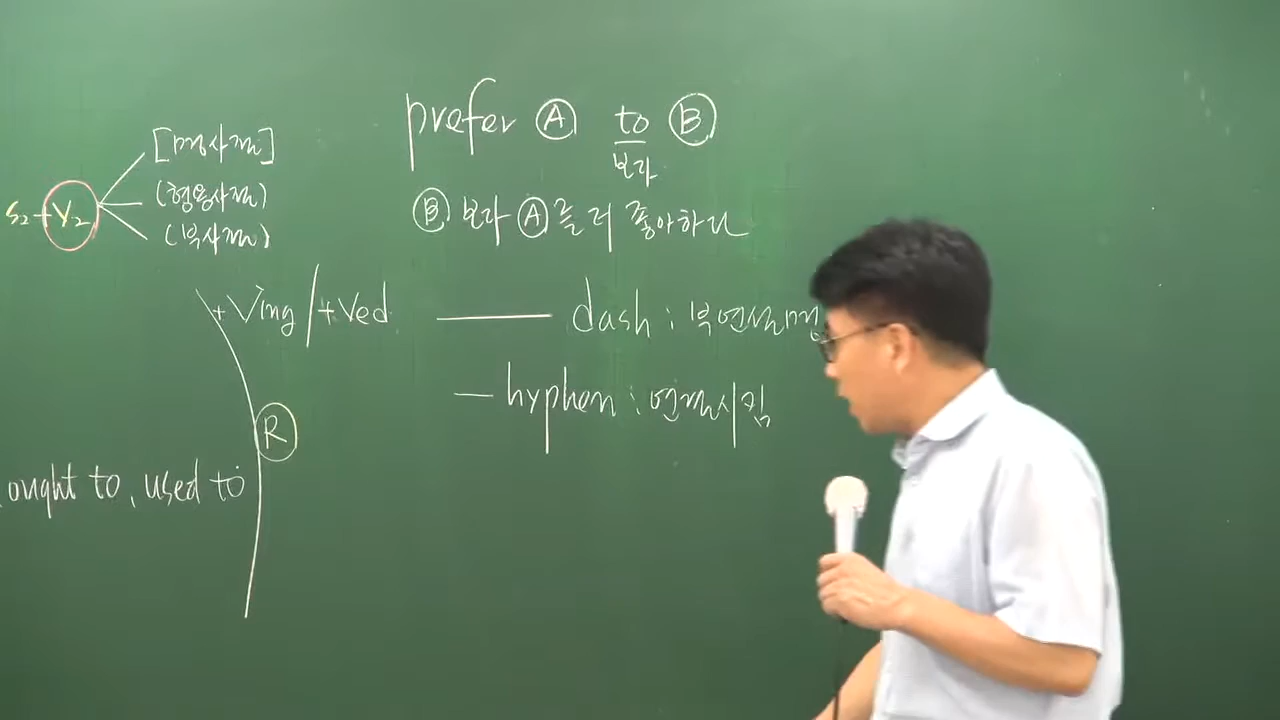 prefer Ⓐ to Ⓑ
보다
Ⓑ 보다 Ⓐ를 더 좋아하다
S₂+V₂
[명사절]
(형용사절)
(부사절)
+Ving/+Ved
— dash : 부연설명
- hyphen : 연결시킴
Ⓡ
ought to, used to